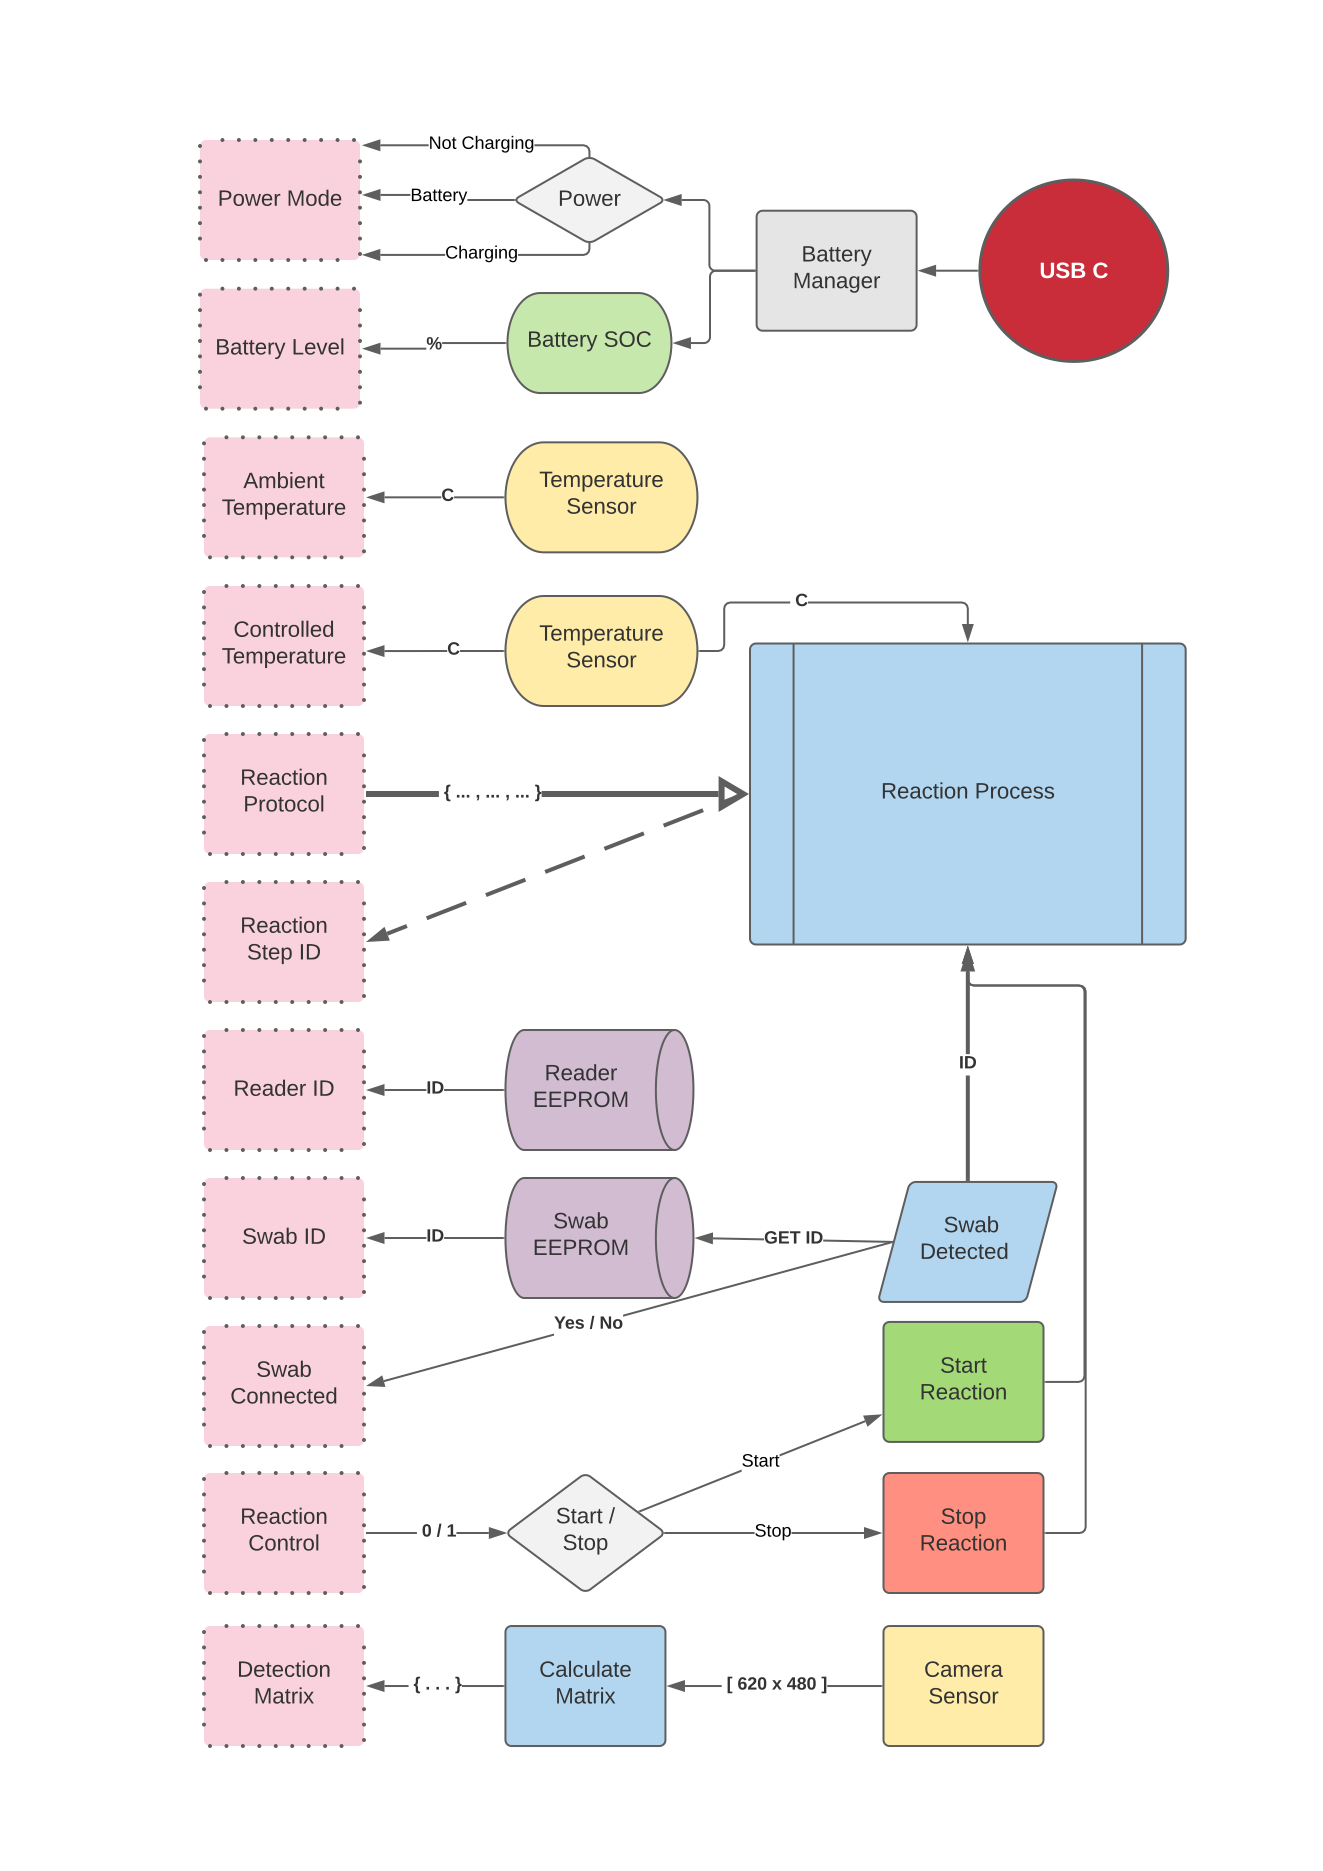 Not Charging
Power Mode
Battery
Power
Charging
Battery
Manager
USB C
Battery Level
%
Battery SOC
Ambient
Temperature
C
Temperature
Sensor
Controlled
Temperature
C
Temperature
Sensor
C
Reaction
Protocol
{ ... , ... , ... }
Reaction Process
Reaction
Step ID
Reader ID
ID
Reader
EEPROM
ID
Swab ID
ID
Swab
EEPROM
GET ID
Swab
Detected
Yes / No
Swab
Connected
Start
Reaction
Start
Reaction
Control
0 / 1
Start /
Stop
Stop
Stop
Reaction
Detection
Matrix
{ . . . }
Calculate
Matrix
[ 620 x 480 ]
Camera
Sensor